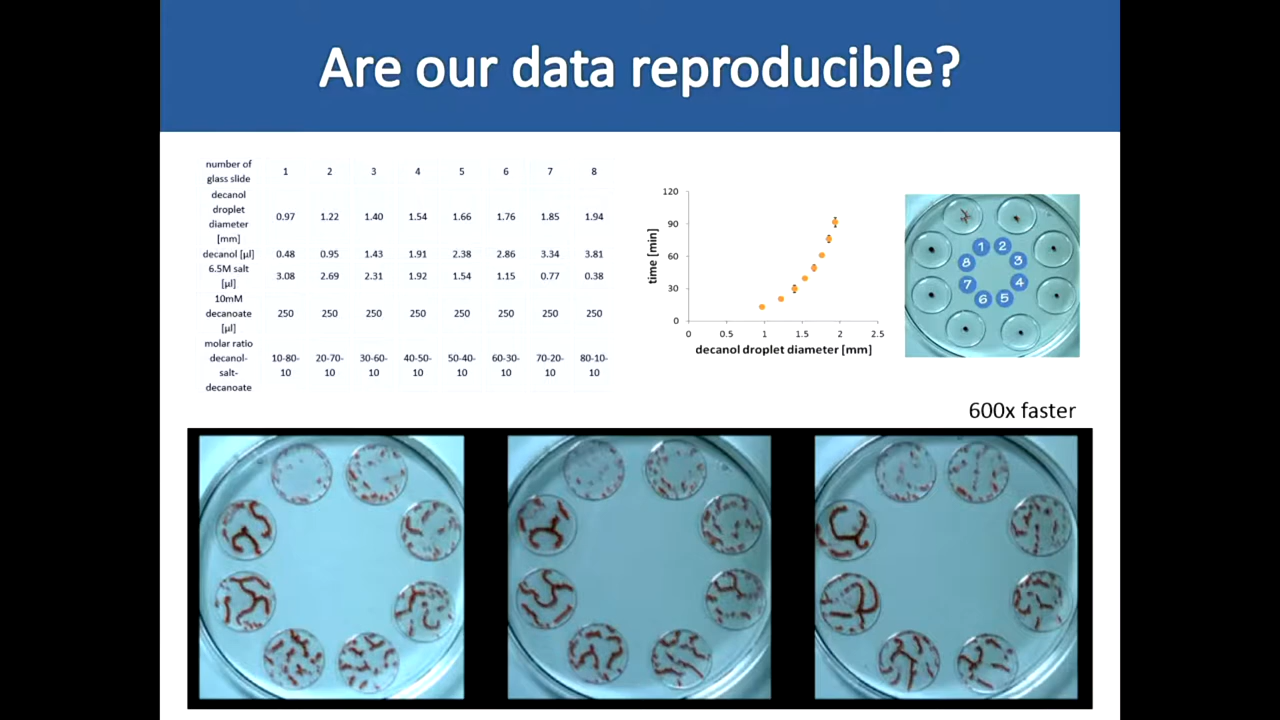 Are our data reproducible?
number of
glass slide
1 2 3 4 5 6 7 8
decanol
droplet
diameter
[mm]
0.97 1.22 1.40 1.54 1.66 1.76 1.85 1.94
decanol [µl] 0.48 0.95 1.43 1.91 2.38 2.86 3.34 3.81
6.5M salt
[µl]
3.08 2.69 2.31 1.92 1.54 1.15 0.77 0.38
10mM
decanoate
[µl]
250 250 250 250 250 250 250 250
molar ratio
decanol-
salt-
decanoate
10-80- 20-70- 30-60- 40-50- 50-40- 60-30- 70-20- 80-10-
10 10 10 10 10 10 10 10
120
90
60
30
0
time [min]
0 0.5 1 1.5 2 2.5
decanol droplet diameter [mm]
1 2
8 3
7 4
6 5
600x faster